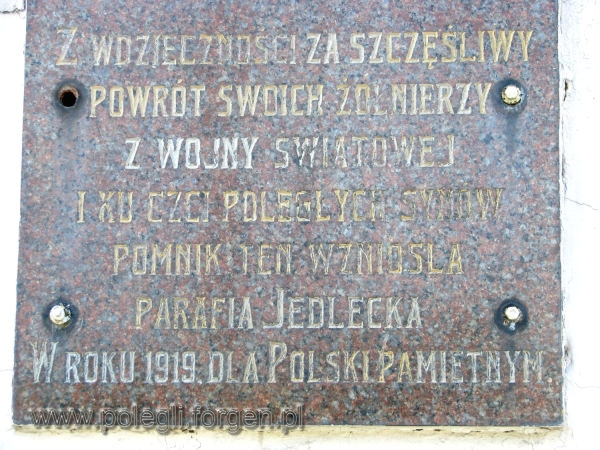 Z WDZIĘCZNOŚCI ZA SZCZĘŚLIWY
POWRÓT SWOICH ŻOŁNIERZY
Z WOJNY ŚWIATOWEJ
I KU CZCI POLEGŁYCH SYNÓW
POMNIK TEN WZNIOSŁA
PARAFIA JEDLECKA
W ROKU 1919. DLA POLSKI PAMIĘTNYM.
www.polegli.forgen.pl